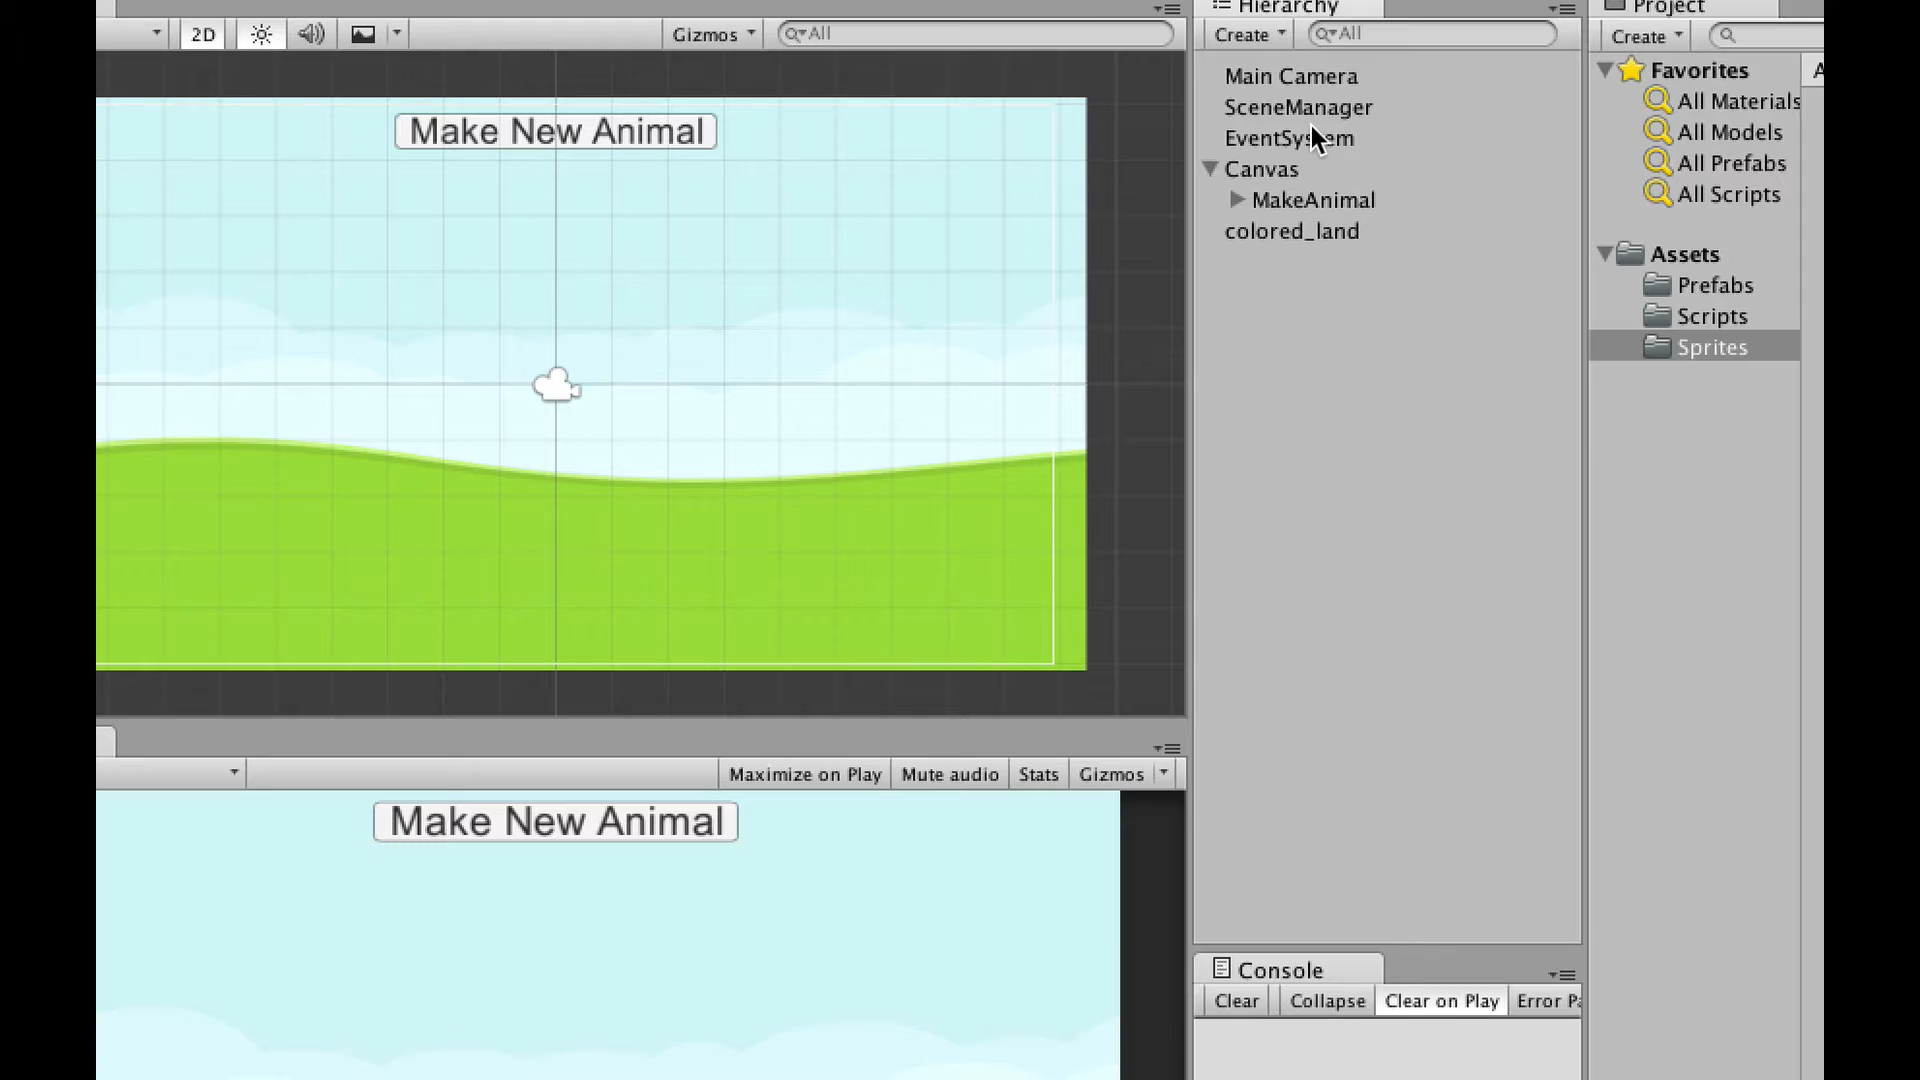 2D
Gizmos
All
Make New Animal
Maximize on Play
Mute audio
Stats
Gizmos
Make New Animal
Hierarchy
Create
All
Main Camera
SceneManager
EventSystem
Canvas
MakeAnimal
colored_land
Console
Clear
Collapse
Clear on Play
Error Pa
Project
Create
Favorites
All Materials
All Models
All Prefabs
All Scripts
Assets
Prefabs
Scripts
Sprites
A